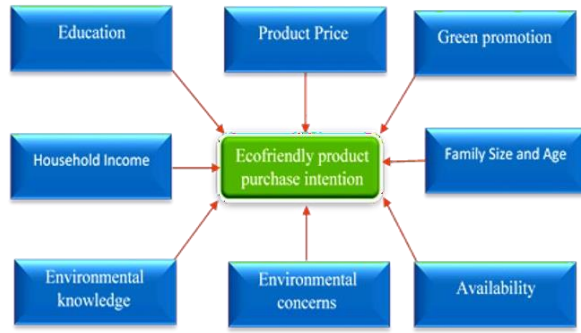 Education
Product Price
Green promotion
Household Income
Ecofriendly product
purchase intention
Family Size and Age
Environmental
knowledge
Environmental
concerns
Availability